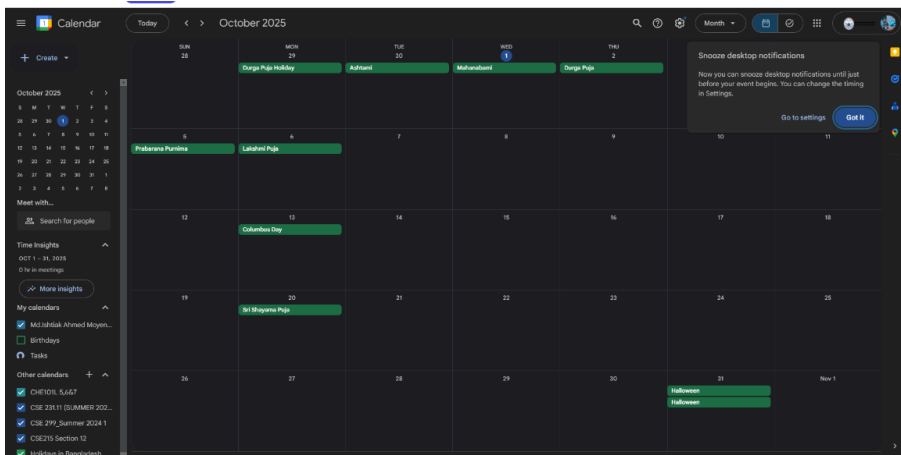 Calendar
Today
October 2025
Month
Create
October 2025
S M T W T F S
28 29 30 1 2 3 4
5 6 7 8 9 10 11
12 13 14 15 16 17 18
19 20 21 22 23 24 25
26 27 28 29 30 31 1
2 3 4 5 6 7 8
Meet with...
Search for people
Time Insights
OCT 1 – 31, 2025
0 hr in meetings
More insights
My calendars
Md.Ishtiak Ahmed Moyen...
Birthdays
Tasks
Other calendars
CHE101L 5,6&7
CSE 231.11 (SUMMER 202...
CSE 299_Summer 2024 1
CSE215 Section 12
Holidays in Bangladesh
SUN MON TUE WED THU
28 29 30 1 2
Durga Puja Holiday
Ashtami
Mahanabami
Durga Puja
Snooze desktop notifications
Now you can snooze desktop notifications until just
before your event begins. You can change the timing
in Settings.
Go to settings
Got it
5 6 7 8 9 10 11
Prabarana Purnima
Lakshmi Puja
12 13 14 15 16 17 18
Columbus Day
19 20 21 22 23 24 25
Sri Shayama Puja
26 27 28 29 30 31 Nov 1
Halloween
Halloween